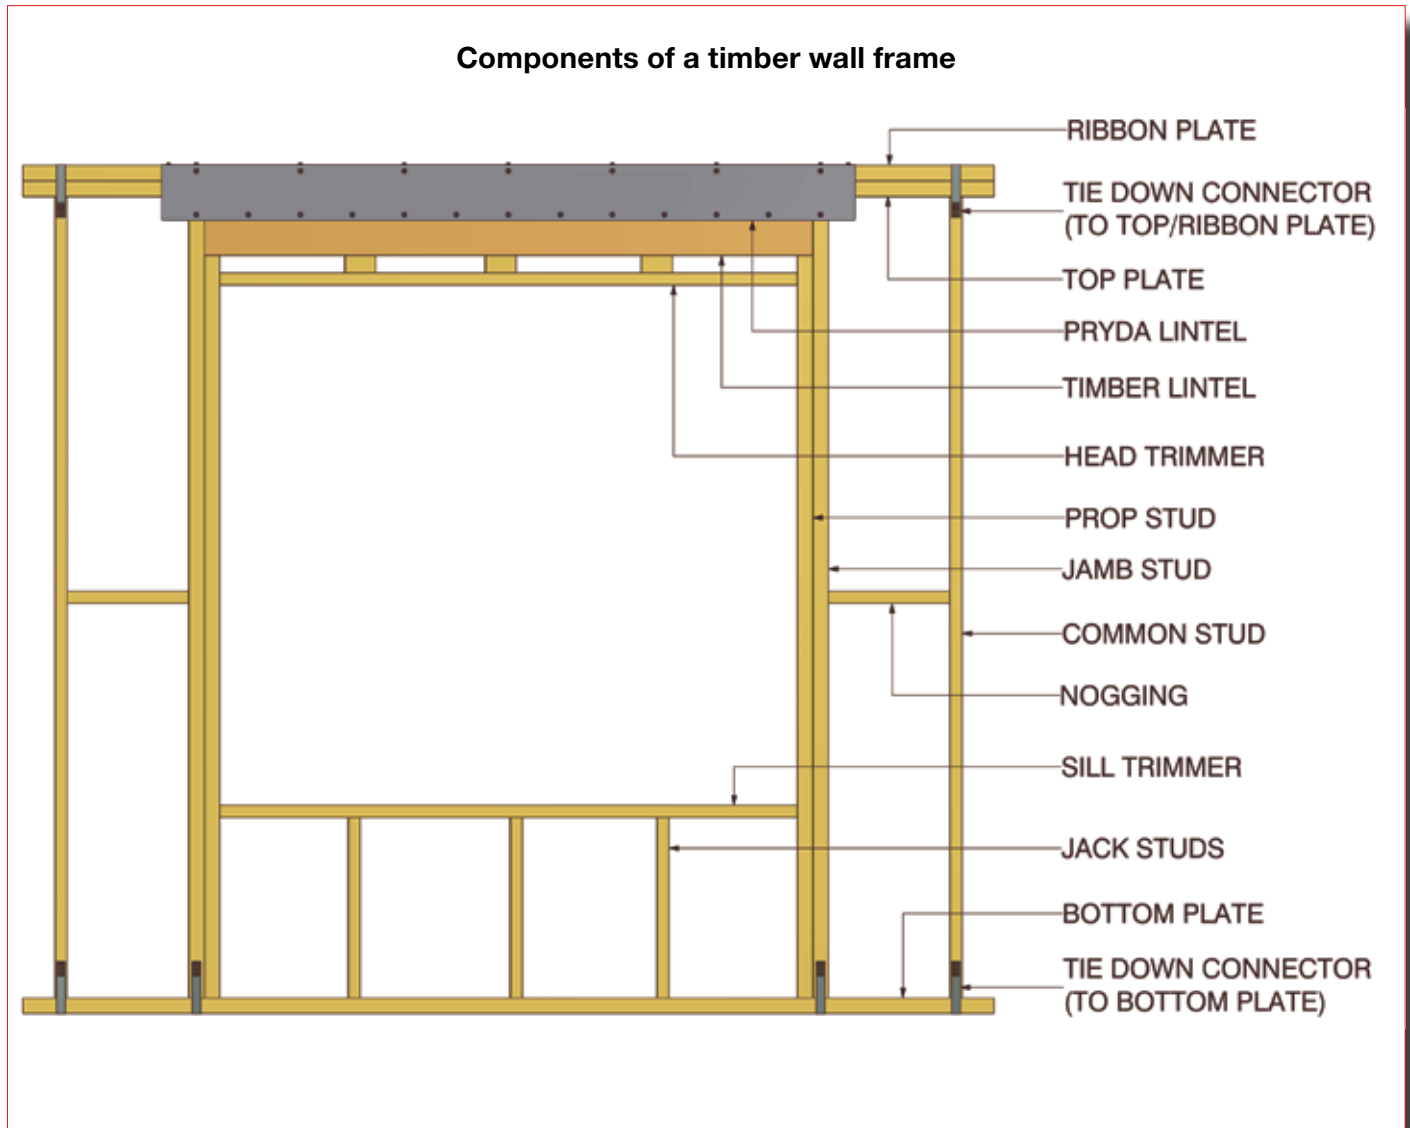 Components of a timber wall frame
RIBBON PLATE
TIE DOWN CONNECTOR
(TO TOP/RIBBON PLATE)
TOP PLATE
PRYDA LINTEL
TIMBER LINTEL
HEAD TRIMMER
PROP STUD
JAMB STUD
COMMON STUD
NOGGING
SILL TRIMMER
JACK STUDS
BOTTOM PLATE
TIE DOWN CONNECTOR
(TO BOTTOM PLATE)